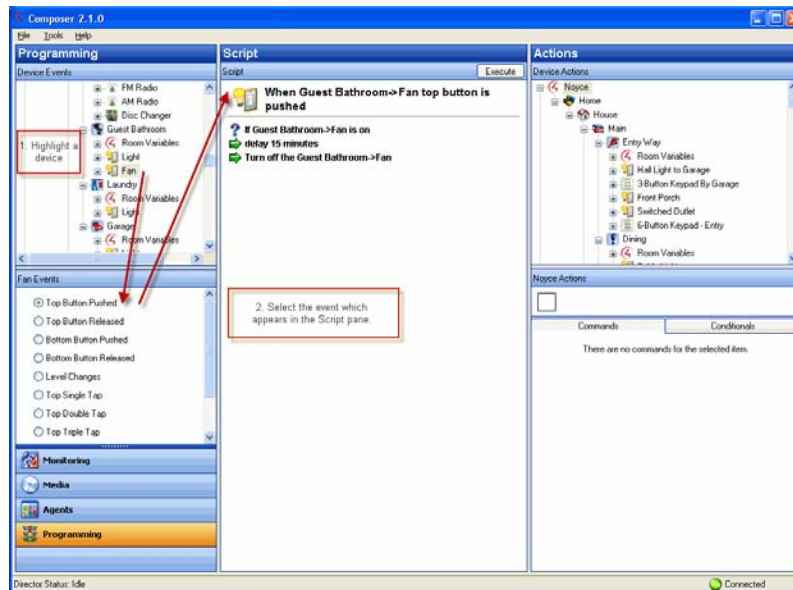 Composer 2.1.0
File Tools Help
Programming
Device Events
FM Radio
AM Radio
Disc Changer
Guest Bathroom
Room Variables
Light
Fan
Laundry
Room Variables
Light
Garage
Room Variables
1. Highlight a
device
Fan Events
Top Button Pushed
Top Button Released
Bottom Button Pushed
Bottom Button Released
Level Changes
Top Single Tap
Top Double Tap
Top Triple Tap
Monitoring
Media
Agents
Programming
Script
Script Execute
When Guest Bathroom->Fan top button is
pushed
If Guest Bathroom->Fan is on
delay 15 minutes
Turn off the Guest Bathroom->Fan
2. Select the event which
appears in the Script pane.
Actions
Device Actions
Noyce
Home
House
Main
Entry Way
Room Variables
Hall Light to Garage
3-Button Keypad By Garage
Front Porch
Switched Outlet
6-Button Keypad - Entry
Dining
Room Variables
Noyce Actions
Commands Conditionals
There are no commands for the selected item.
Director Status: Idle
Connected